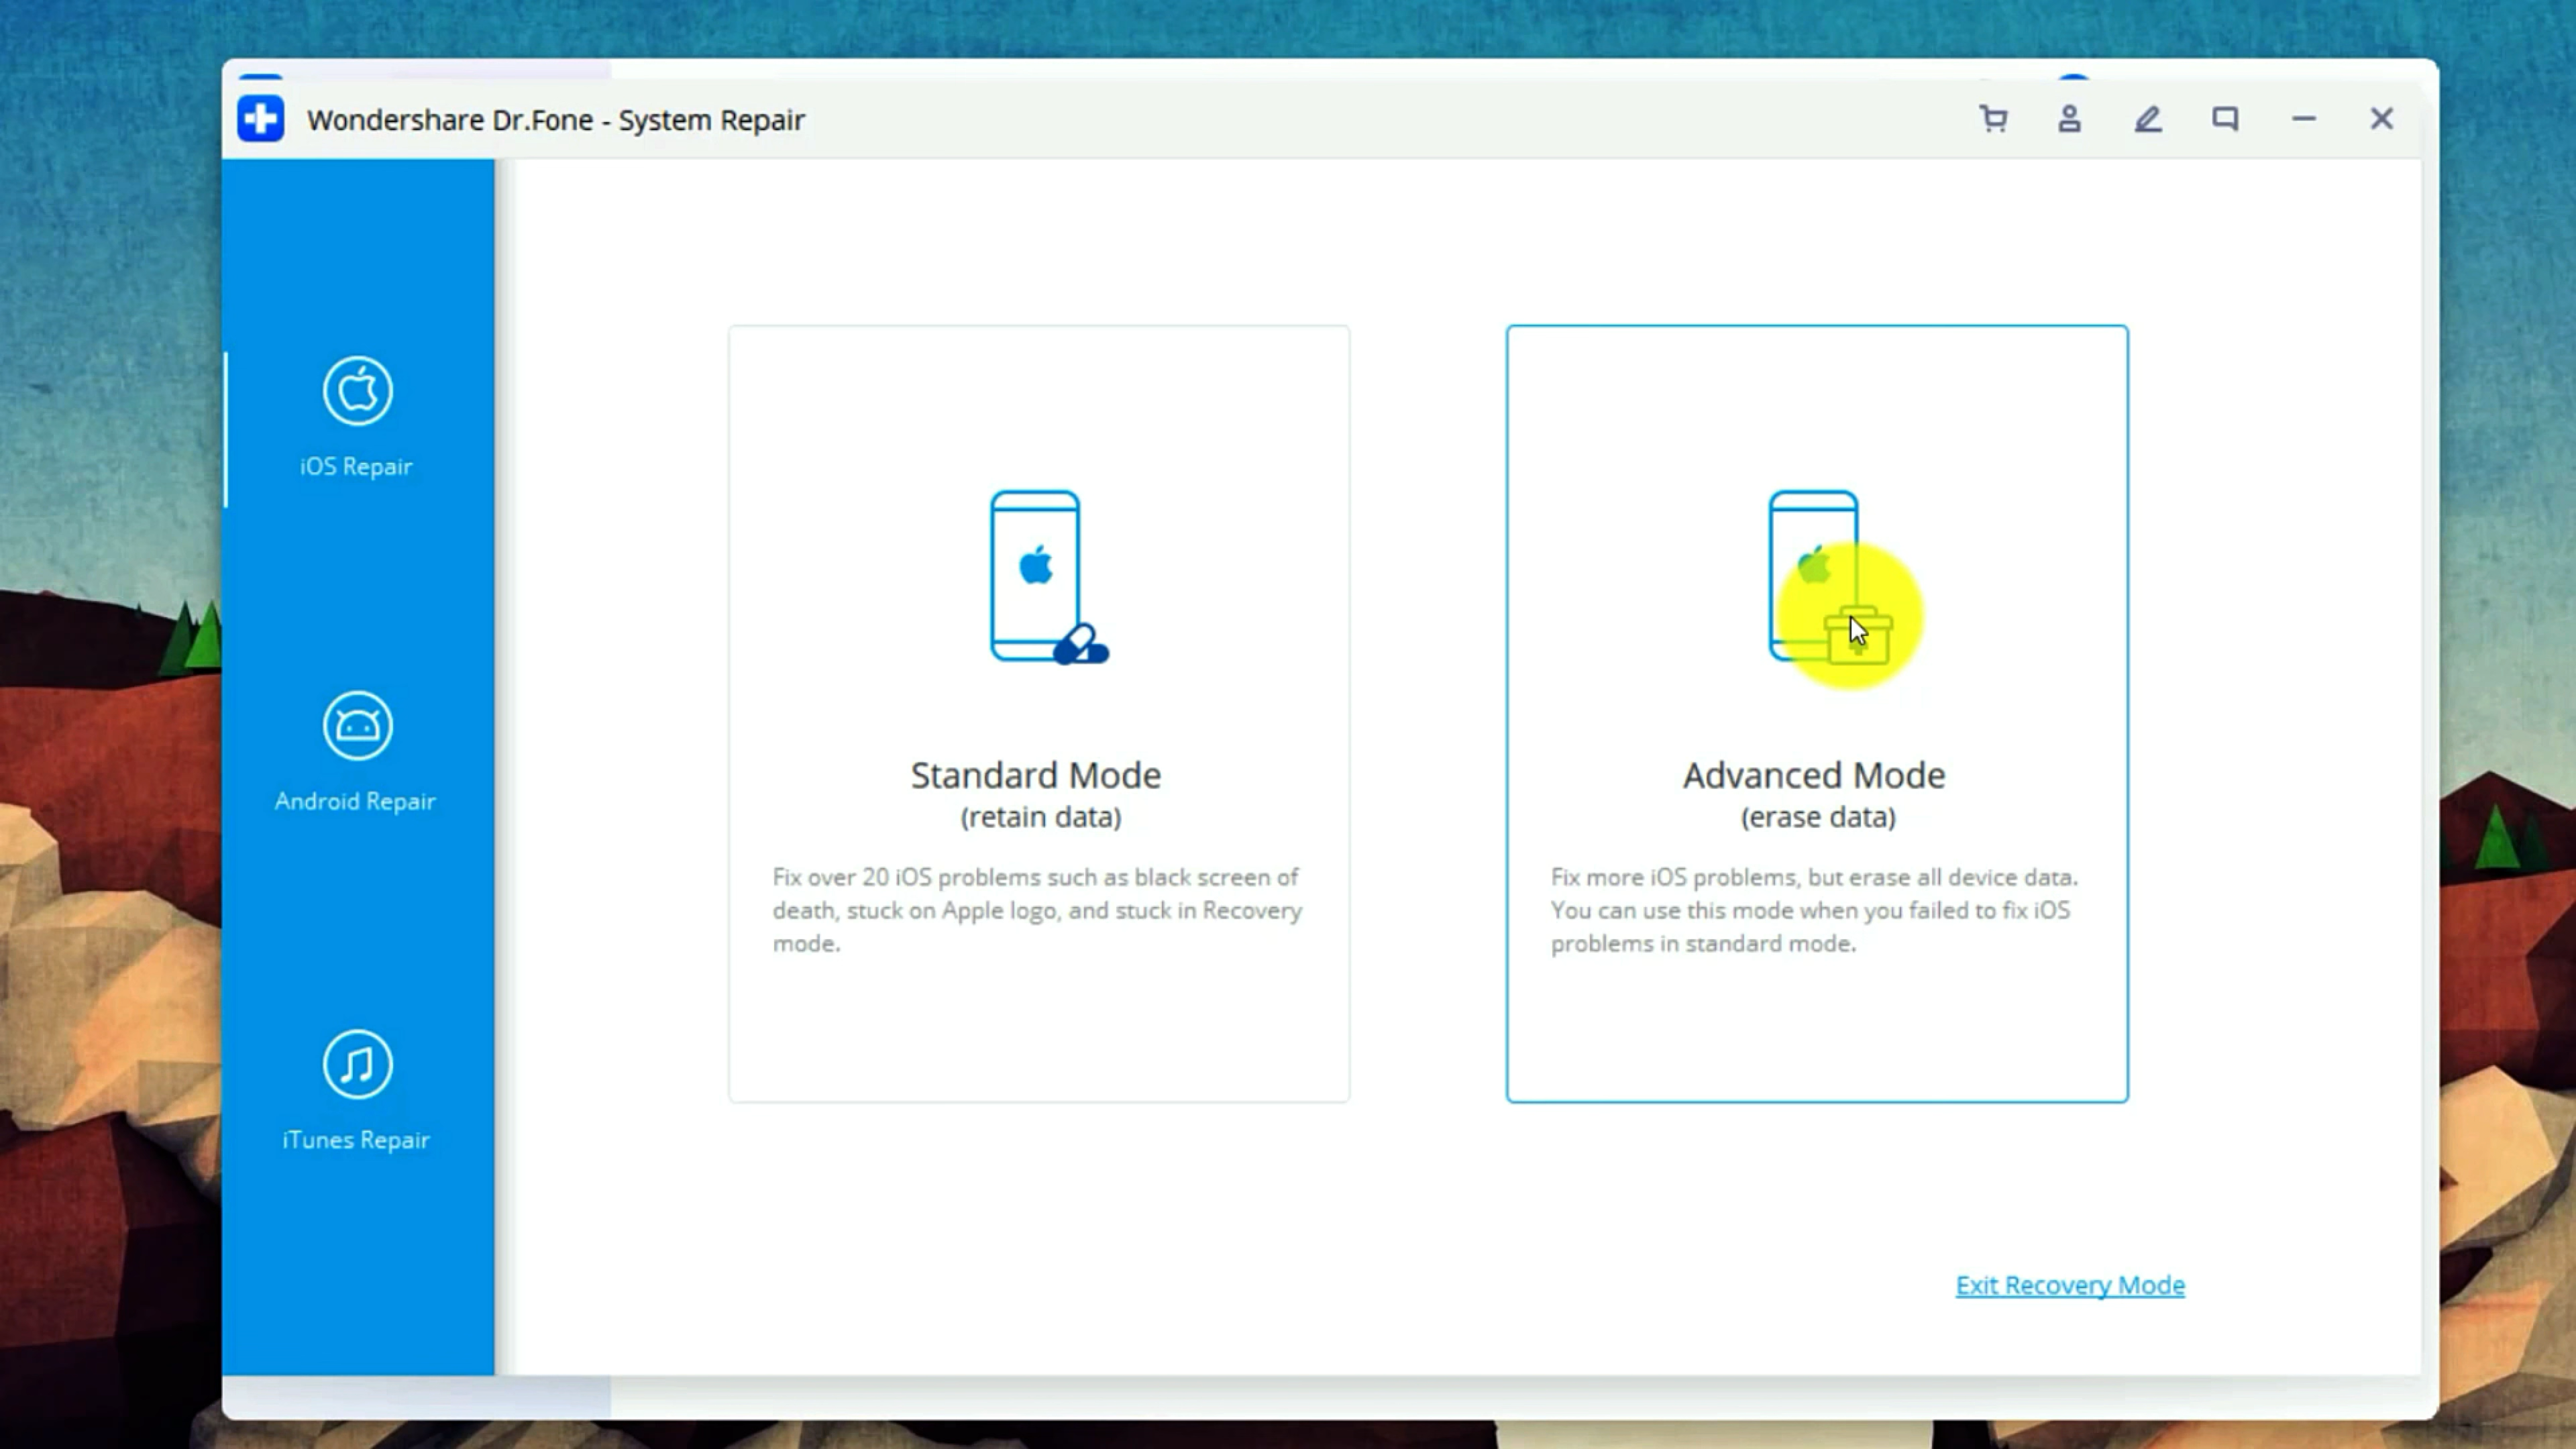 Wondershare Dr.Fone - System Repair
iOS Repair
Android Repair
iTunes Repair
Standard Mode
(retain data)
Fix over 20 iOS problems such as black screen of
death, stuck on Apple logo, and stuck in Recovery
mode.
Advanced Mode
(erase data)
Fix more iOS problems, but erase all device data.
You can use this mode when you failed to fix iOS
problems in standard mode.
Exit Recovery Mode